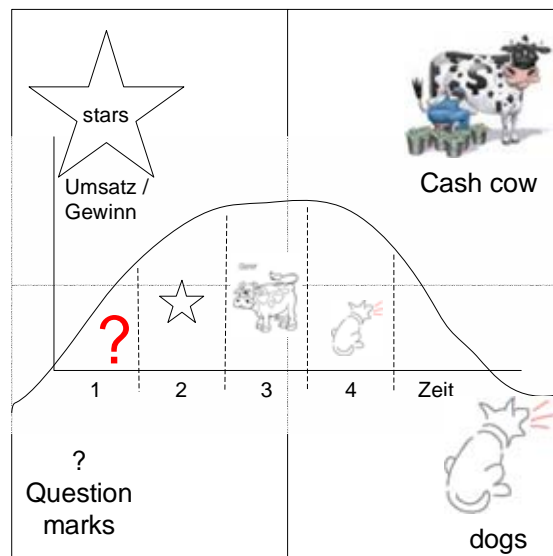 stars
Cash cow
Umsatz /
Gewinn
$
?
1 2 3 4 Zeit
?
Question
marks
dogs